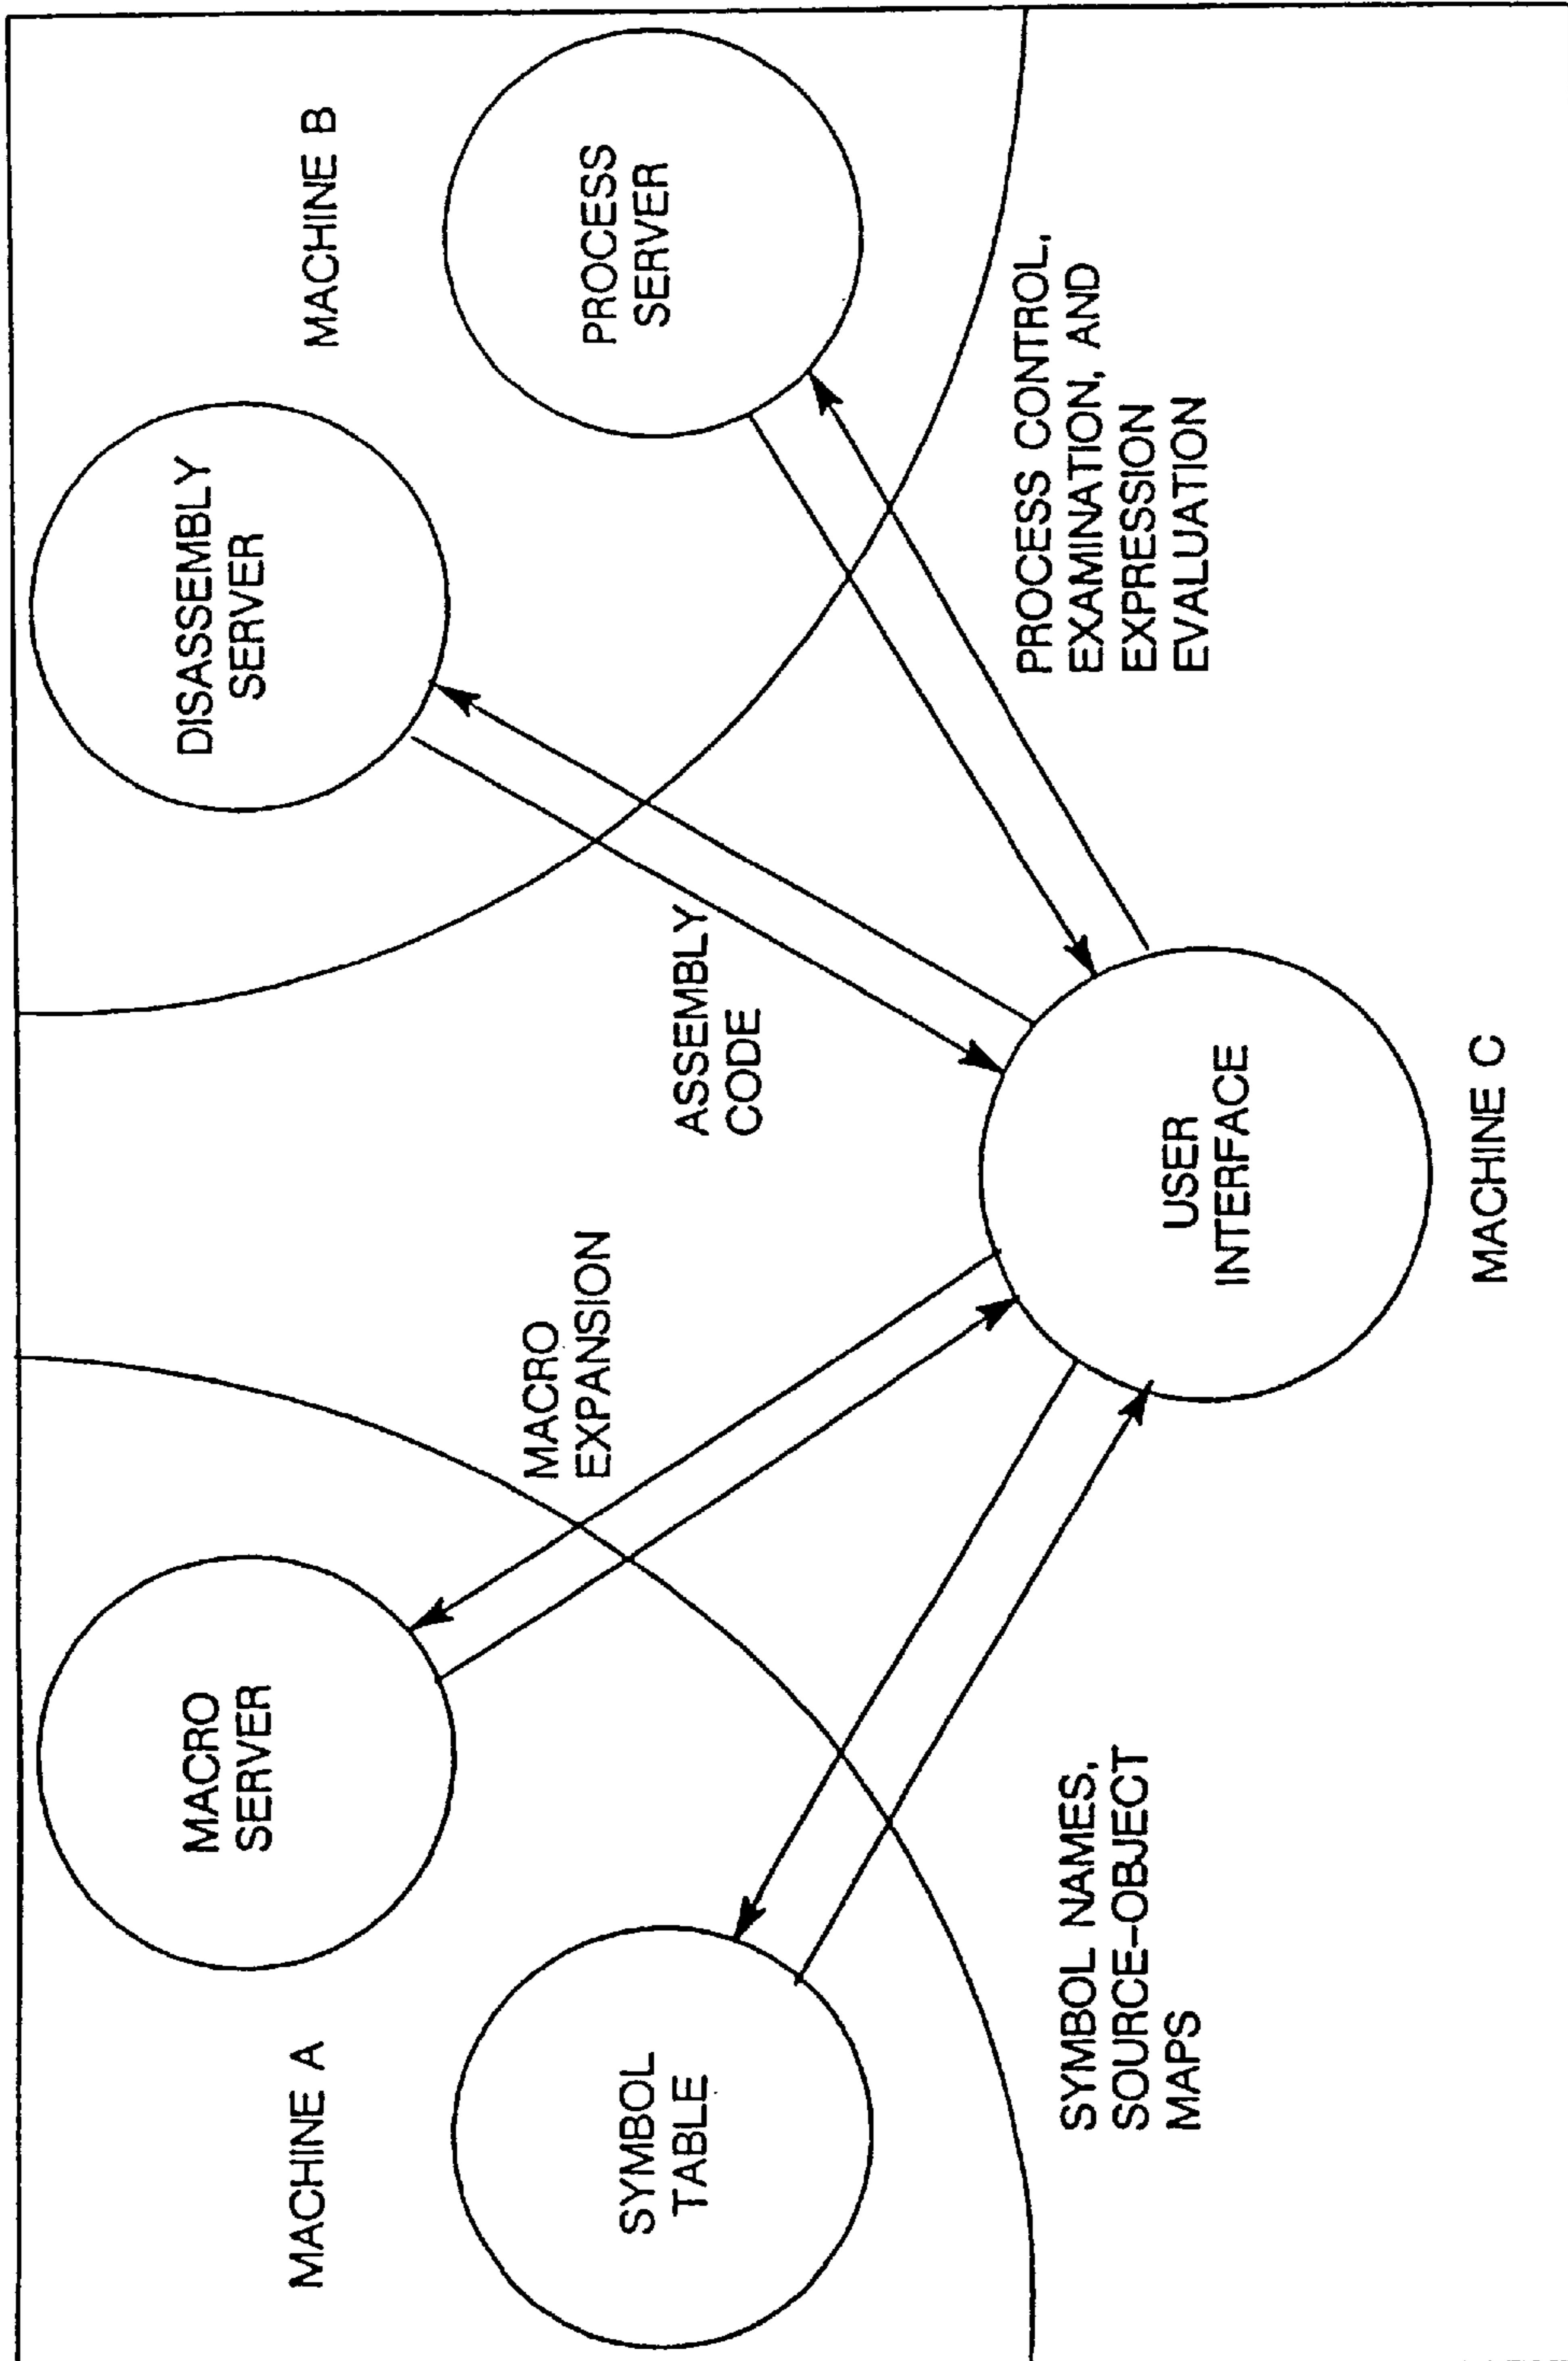 MACHINE A
MACRO
SERVER
SYMBOL
TABLE
MACRO
EXPANSION
SYMBOL NAMES,
SOURCE-OBJECT
MAPS
DISASSEMBLY
SERVER
MACHINE B
PROCESS
SERVER
ASSEMBLY
CODE
PROCESS CONTROL,
EXAMINATION, AND
EXPRESSION
EVALUATION
USER
INTERFACE
MACHINE C